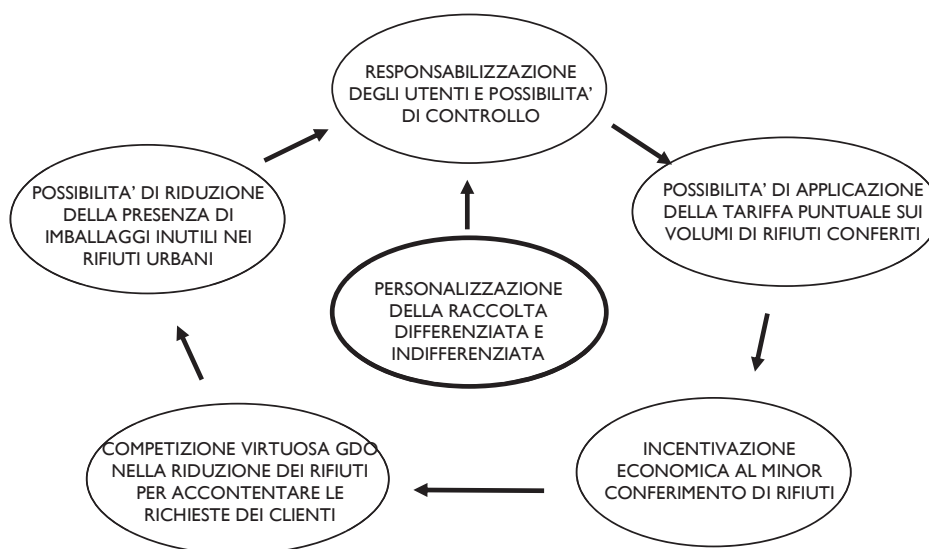 RESPONSABILIZZAZIONE
DEGLI UTENTI E POSSIBILITA'
DI CONTROLLO
POSSIBILITA' DI RIDUZIONE
DELLA PRESENZA DI
IMBALLAGGI INUTILI NEI
RIFIUTI URBANI
POSSIBILITA' DI APPLICAZIONE
DELLA TARIFFA PUNTUALE SUI
VOLUMI DI RIFIUTI CONFERITI
PERSONALIZZAZIONE
DELLA RACCOLTA
DIFFERENZIATA E
INDIFFERENZIATA
COMPETIZIONE VIRTUOSA GDO
NELLA RIDUZIONE DEI RIFIUTI
PER ACCONTENTARE LE
RICHIESTE DEI CLIENTI
INCENTIVAZIONE
ECONOMICA AL MINOR
CONFERIMENTO DI RIFIUTI